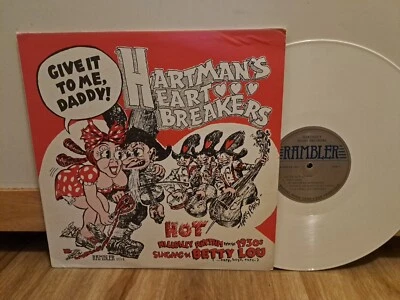 GIVE IT
TO ME,
DADDY!
HARTMAN'S
HEART
BREAKERS
HOT
HILLBILLY RHYTHM from the 1930s
SINGING by BETTY LOU
RAMBLER
RAMBLER